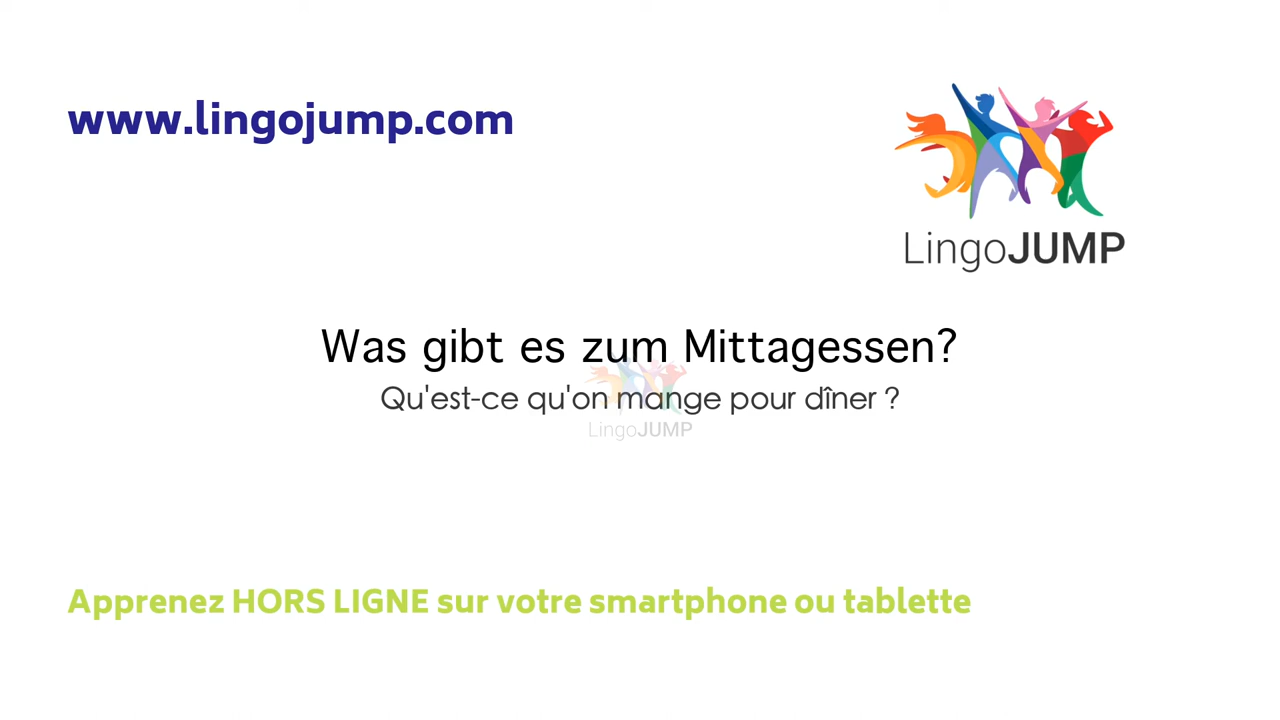 www.lingojump.com
LingoJUMP
Was gibt es zum Mittagessen?
Qu'est-ce qu'on mange pour dîner ?
LingoJUMP
Apprenez HORS LIGNE sur votre smartphone ou tablette